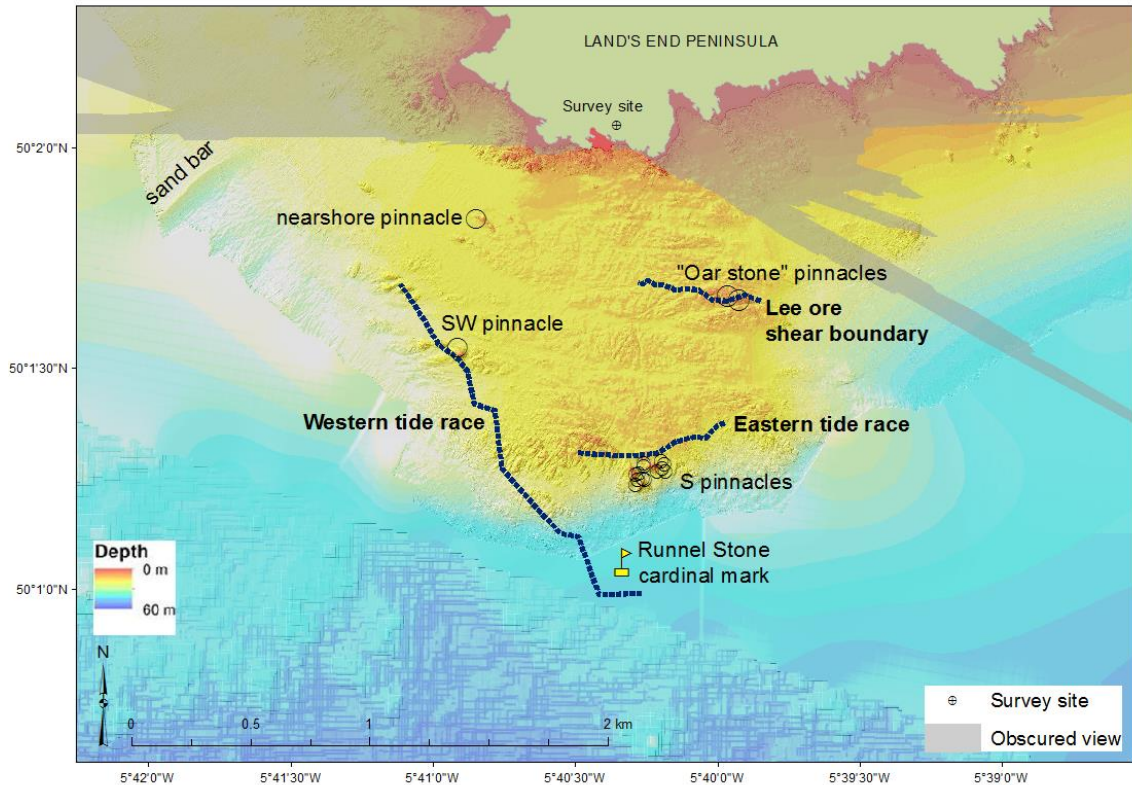 LAND'S END PENINSULA
Survey site
50°2'0"N
sand bar
nearshore pinnacle
"Oar stone" pinnacles
Lee ore
shear boundary
SW pinnacle
50°1'30"N
Western tide race
Eastern tide race
S pinnacles
Runnel Stone
cardinal mark
Depth
0 m
60 m
50°1'0"N
N
0 0.5 1 2 km
Survey site
Obscured view
5°42'0"W 5°41'30"W 5°41'0"W 5°40'30"W 5°40'0"W 5°39'30"W 5°39'0"W